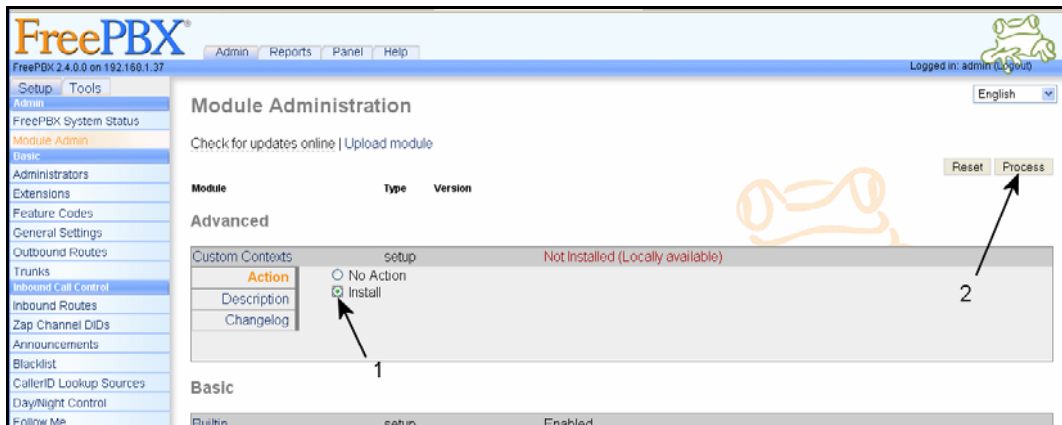 FreePBX®
Admin Reports Panel Help
FreePBX 2.4.0.0 on 192.168.1.37
Logged in: admin (Logout)
Setup Tools
English
Admin
FreePBX System Status
Module Admin
Basic
Administrators
Extensions
Feature Codes
General Settings
Outbound Routes
Trunks
Inbound Call Control
Inbound Routes
Zap Channel DIDs
Announcements
Blacklist
CallerID Lookup Sources
Day/Night Control
Follow Me
Module Administration
Check for updates online | Upload module
Reset Process
Module Type Version
Advanced
Custom Contexts setup Not Installed (Locally available)
Action No Action
Install
Description
Changelog
1
2
Basic
Builtin setup Enabled